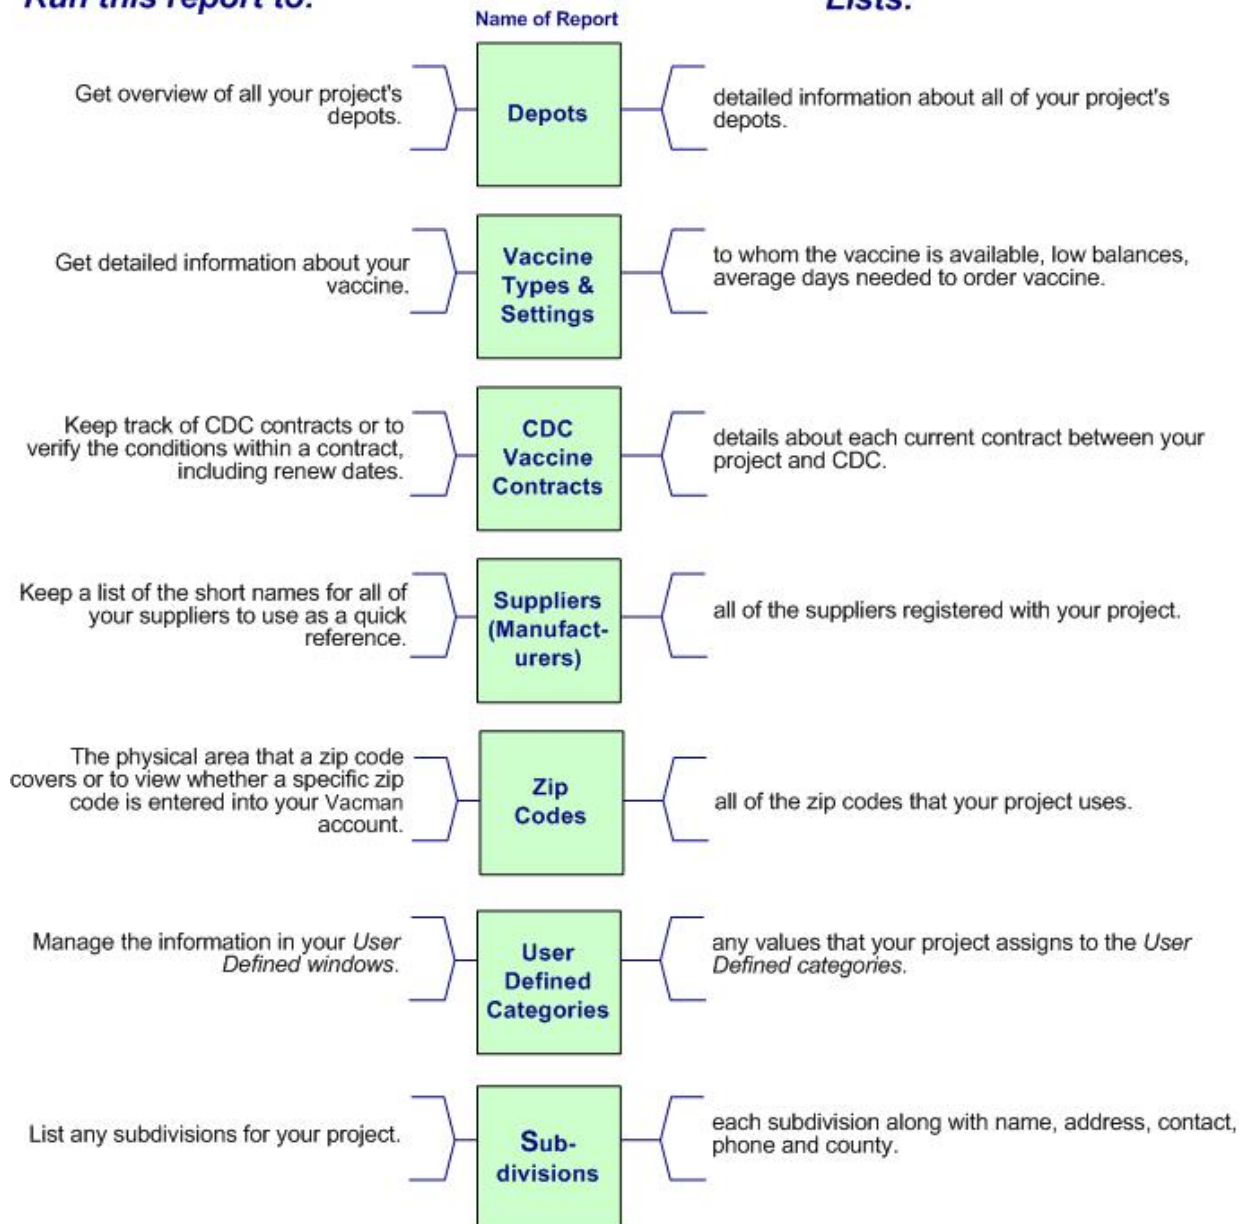 Run this report to:
Name of Report
Lists:
Get overview of all your project's
depots.
Depots
detailed information about all of your project's
depots.
Get detailed information about your
vaccine.
Vaccine
Types &
Settings
to whom the vaccine is available, low balances,
average days needed to order vaccine.
Keep track of CDC contracts or to
verify the conditions within a contract,
including renew dates.
CDC
Vaccine
Contracts
details about each current contract between your
project and CDC.
Keep a list of the short names for all of
your suppliers to use as a quick
reference.
Suppliers
(Manufact-
urers)
all of the suppliers registered with your project.
The physical area that a zip code
covers or to view whether a specific zip
code is entered into your Vacman
account.
Zip
Codes
all of the zip codes that your project uses.
Manage the information in your User
Defined windows.
User
Defined
Categories
any values that your project assigns to the User
Defined categories.
List any subdivisions for your project.
Sub-
divisions
each subdivision along with name, address, contact,
phone and county.